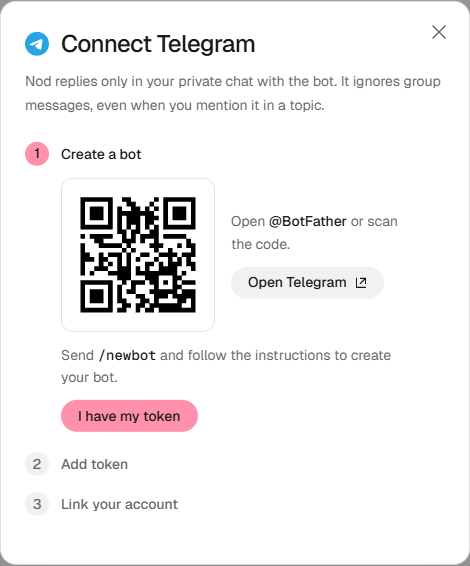 Connect Telegram
Nod replies only in your private chat with the bot. It ignores group
messages, even when you mention it in a topic.
1 Create a bot
Open @BotFather or scan
the code.
Open Telegram
Send /newbot and follow the instructions to create
your bot.
I have my token
2 Add token
3 Link your account